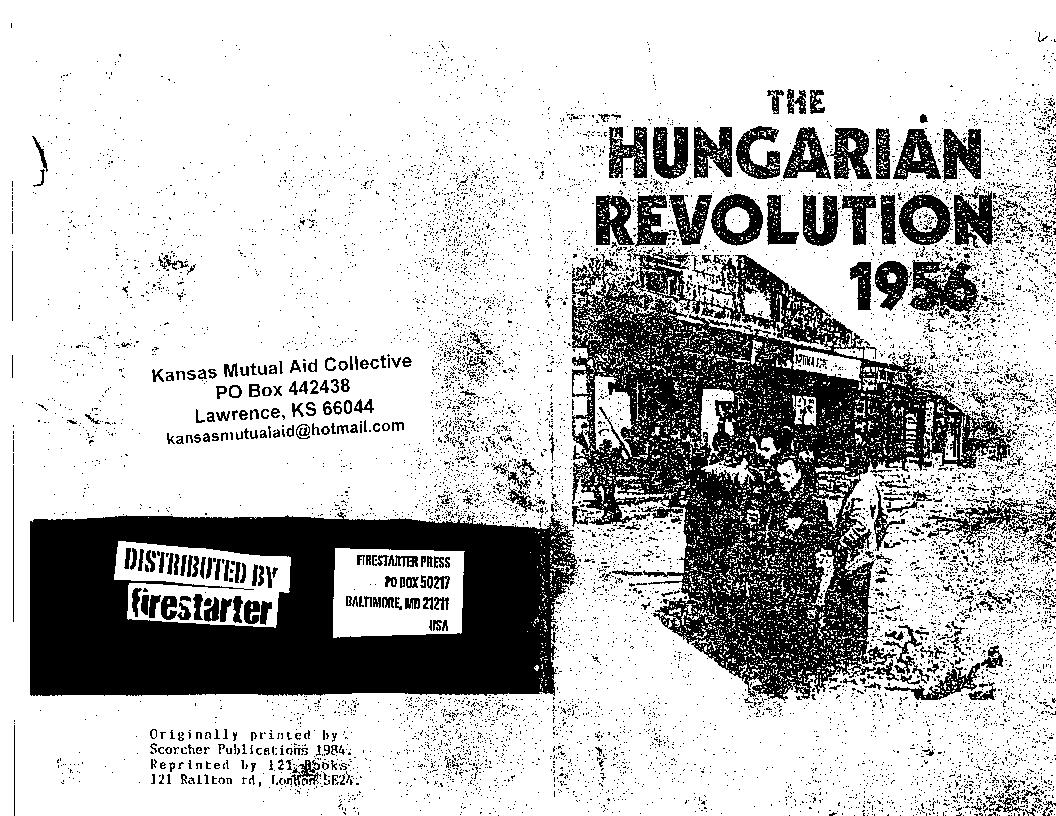 Kansas Mutual Aid Collective
PO Box 442438
Lawrence, KS 66044
kansasmutualaid@hotmail.com
DISTRIBUTED BY
firestarter
FIRESTARTER PRESS
PO BOX 50217
BALTIMORE, MD 21211
USA
Originally printed by
Scorcher Publications 1984.
Reprinted by 121 Books
121 Railton rd, London SE24.
THE
HUNGARIAN
REVOLUTION
1956